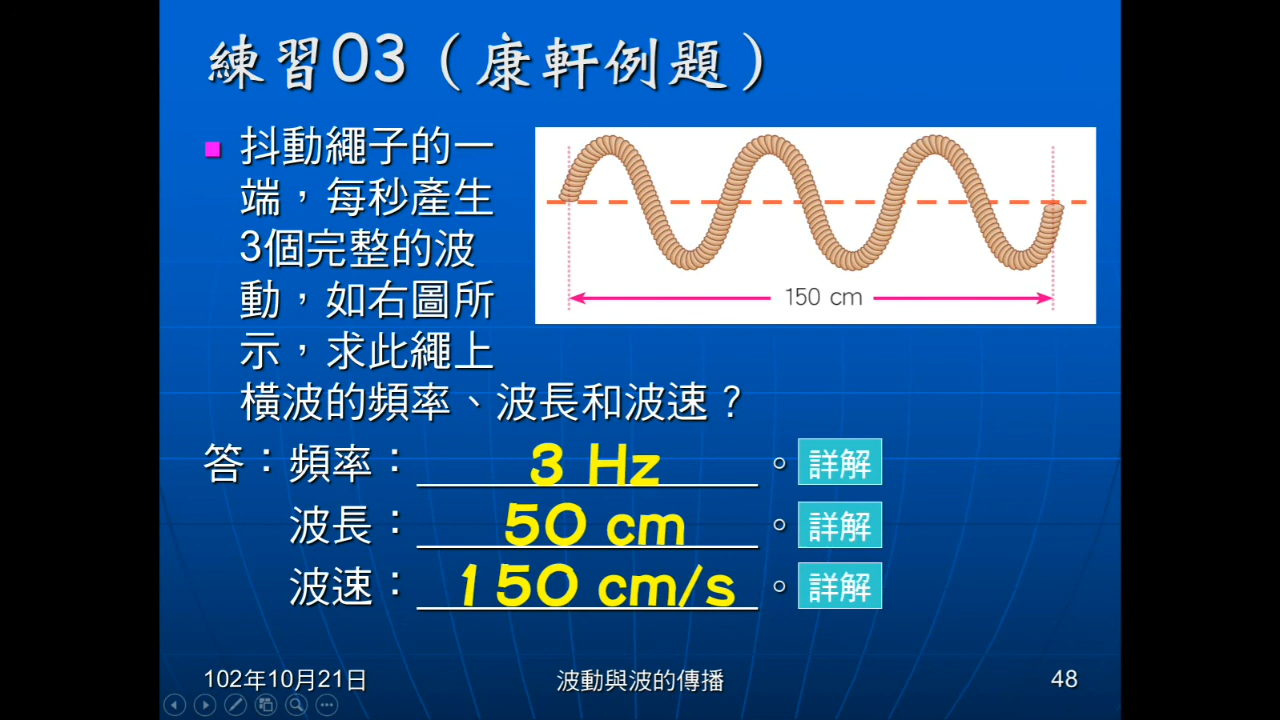 練習03（康軒例題）
抖動繩子的一
端，每秒產生
3個完整的波
動，如右圖所
示，求此繩上
橫波的頻率、波長和波速？
150 cm
答：頻率：3 Hz。詳解
波長：50 cm。詳解
波速：150 cm/s。詳解
102年10月21日
波動與波的傳播
48